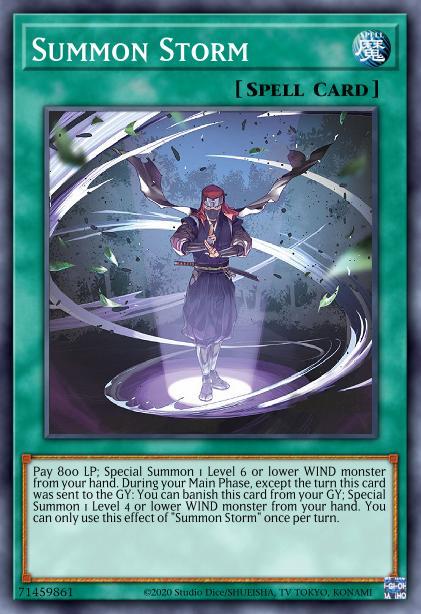 Summon Storm
SPELL
魔
[ Spell Card ]
Pay 800 LP; Special Summon 1 Level 6 or lower WIND monster
from your hand. During your Main Phase, except the turn this card
was sent to the GY: You can banish this card from your GY; Special
Summon 1 Level 4 or lower WIND monster from your hand. You
can only use this effect of "Summon Storm" once per turn.
71459861 ©2020 Studio Dice/SHUEISHA, TV TOKYO, KONAMI